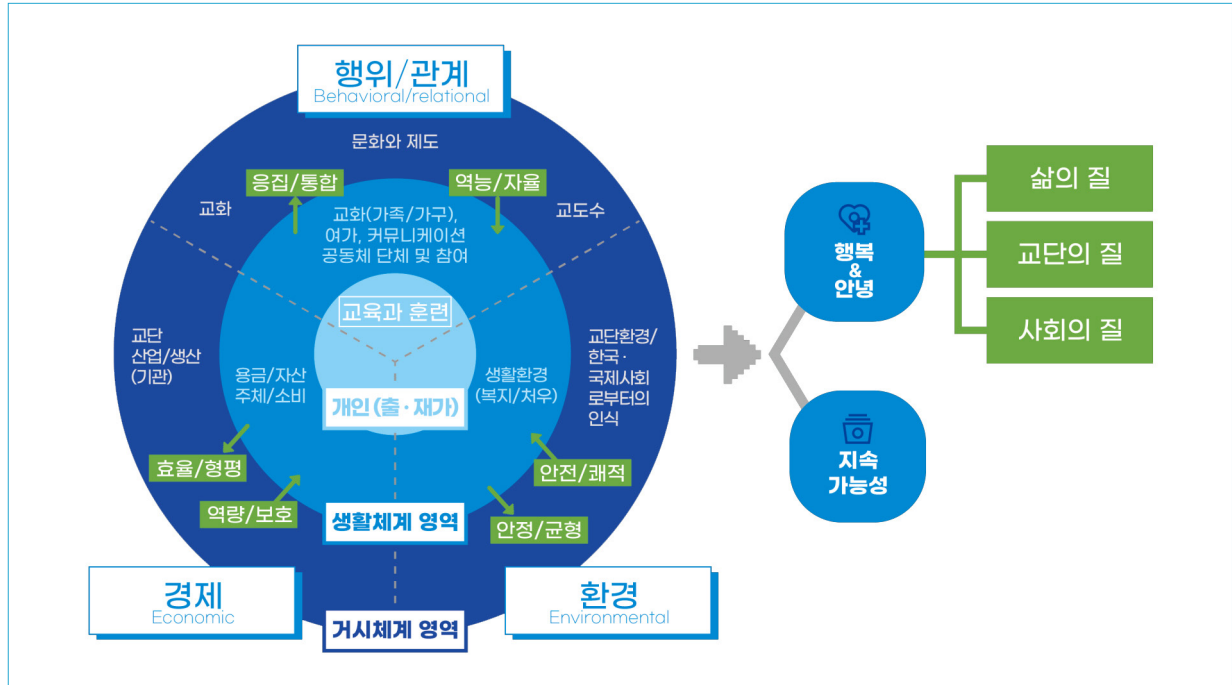 행위/관계
Behavioral/relational
문화와 제도
응집/통합
역능/자율
교화
교도수
교화(가족/가구),
여가, 커뮤니케이션
공동체 단체 및 참여
교육과 훈련
교단
산업/생산
(기관)
용금/자산
주체/소비
생활환경
(복지/처우)
교단환경/
한국·
국제사회
로부터의
인식
개인 (출·재가)
효율/형평
역량/보호
안전/쾌적
안정/균형
생활체계 영역
경제
Economic
환경
Environmental
거시체계 영역
행복
&
안녕
지속
가능성
삶의 질
교단의 질
사회의 질